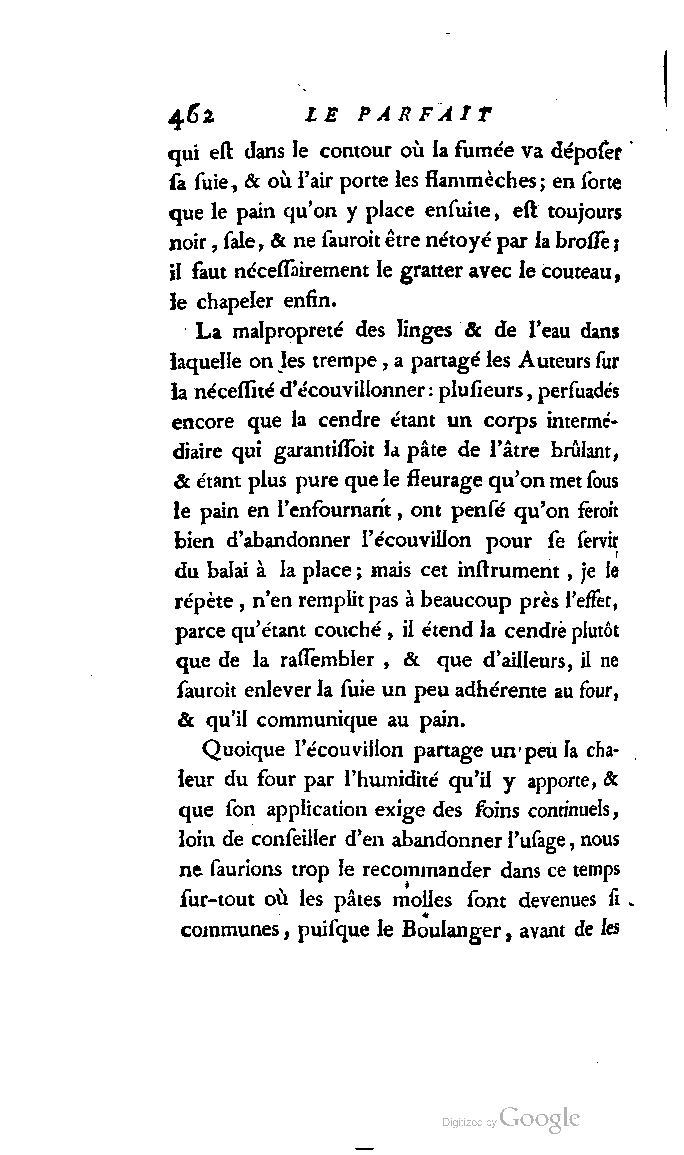 462 LE PARFAIT
qui eſt dans le contour où la fumée va dépoſer
ſa ſuie, & où l'air porte les flammèches; en ſorte
que le pain qu'on y place enſuite, eſt toujours
noir, ſale, & ne ſauroit être nétoyé par la broſſe;
il faut néceſſairement le gratter avec le couteau,
le chapeler enfin.
La malpropreté des linges & de l'eau dans
laquelle on les trempe, a partagé les Auteurs ſur
la néceſſité d'écouvillonner: pluſieurs, perſuadés
encore que la cendre étant un corps intermé-
diaire qui garantiſſoit la pâte de l'âtre brûlant,
& étant plus pure que le fleurage qu'on met ſous
le pain en l'enfournant, ont penſé qu'on feroit
bien d'abandonner l'écouvillon pour ſe ſervir
du balai à la place; mais cet inſtrument, je le
répète, n'en remplit pas à beaucoup près l'effet,
parce qu'étant couché, il étend la cendre plutôt
que de la raſſembler, & que d'ailleurs, il ne
ſauroit enlever la ſuie un peu adhérente au four,
& qu'il communique au pain.
Quoique l'écouvillon partage un peu la cha-
leur du four par l'humidité qu'il y apporte, &
que ſon application exige des ſoins continuels,
loin de conſeiller d'en abandonner l'uſage, nous
ne ſaurions trop le recommander dans ce temps
ſur-tout où les pâtes molles ſont devenues ſi
communes, puiſque le Boulanger, avant de les
Digitized by Google